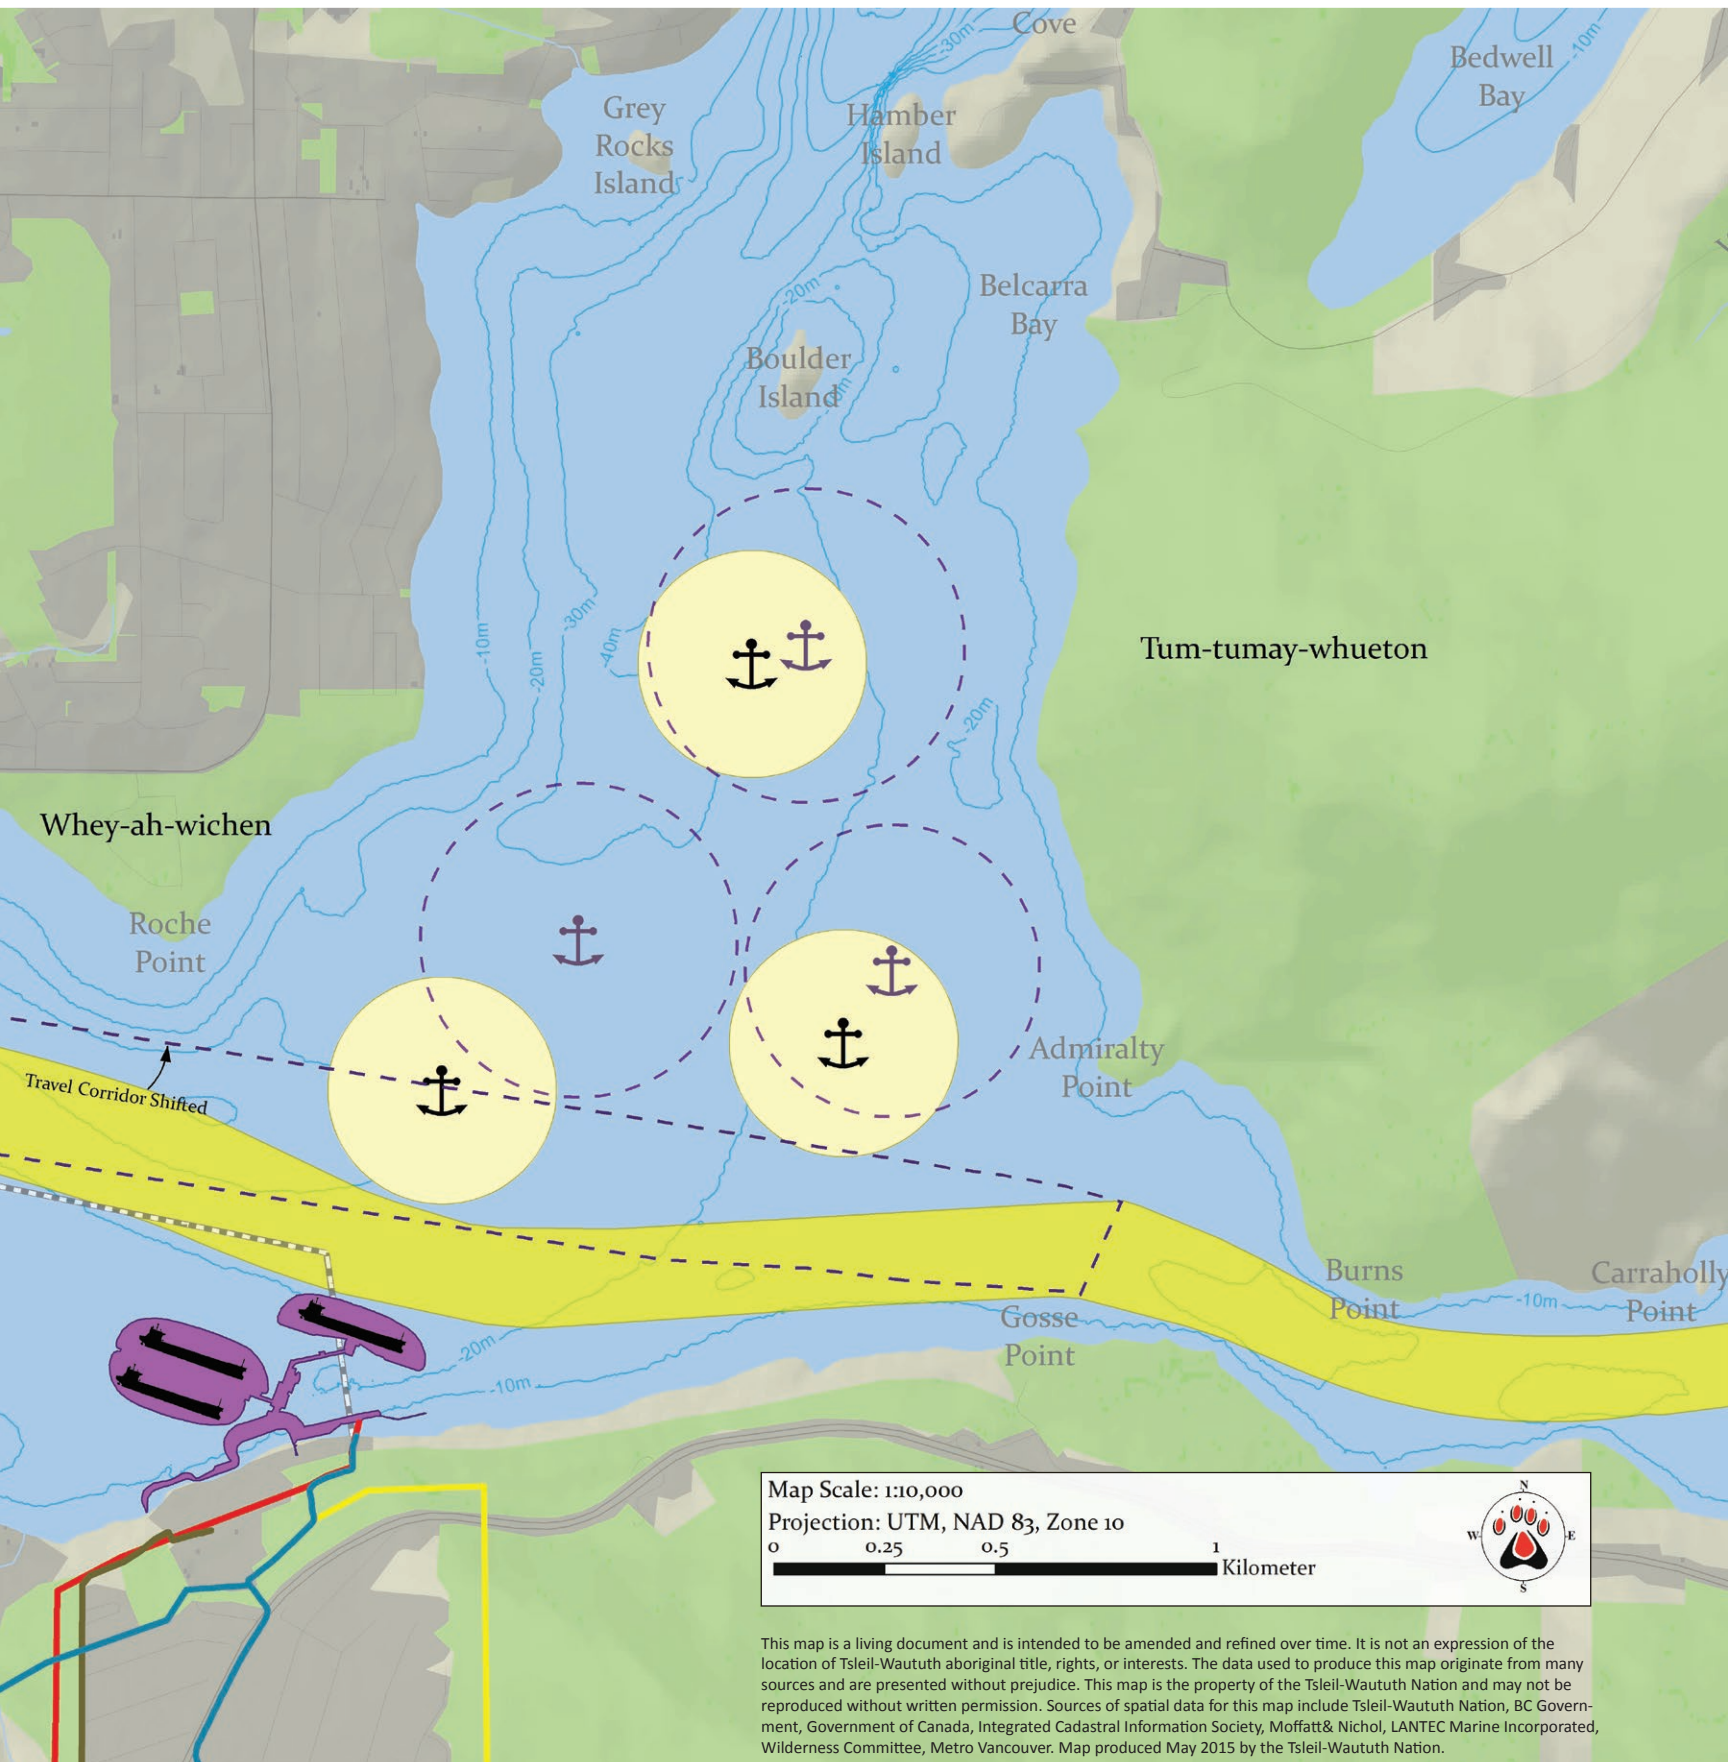 Cove
-30m
Bedwell
Bay
-10m
Grey
Rocks
Island
Hamber
Island
-20m
Belcarra
Bay
Boulder
Island
-10m
-20m
-30m
-40m
Tum-tumay-whueton
-20m
Whey-ah-wichen
Roche
Point
Admiralty
Point
Travel Corridor Shifted
Burns
Point
Carraholly
Point
-10m
Gosse
Point
-20m
-10m
Map Scale: 1:10,000
Projection: UTM, NAD 83, Zone 10
0 0.25 0.5 1
Kilometer
N
W E
S
This map is a living document and is intended to be amended and refined over time. It is not an expression of the
location of Tsleil-Waututh aboriginal title, rights, or interests. The data used to produce this map originate from many
sources and are presented without prejudice. This map is the property of the Tsleil-Waututh Nation and may not be
reproduced without written permission. Sources of spatial data for this map include Tsleil-Waututh Nation, BC Govern-
ment, Government of Canada, Integrated Cadastral Information Society, Moffatt& Nichol, LANTEC Marine Incorporated,
Wilderness Committee, Metro Vancouver. Map produced May 2015 by the Tsleil-Waututh Nation.